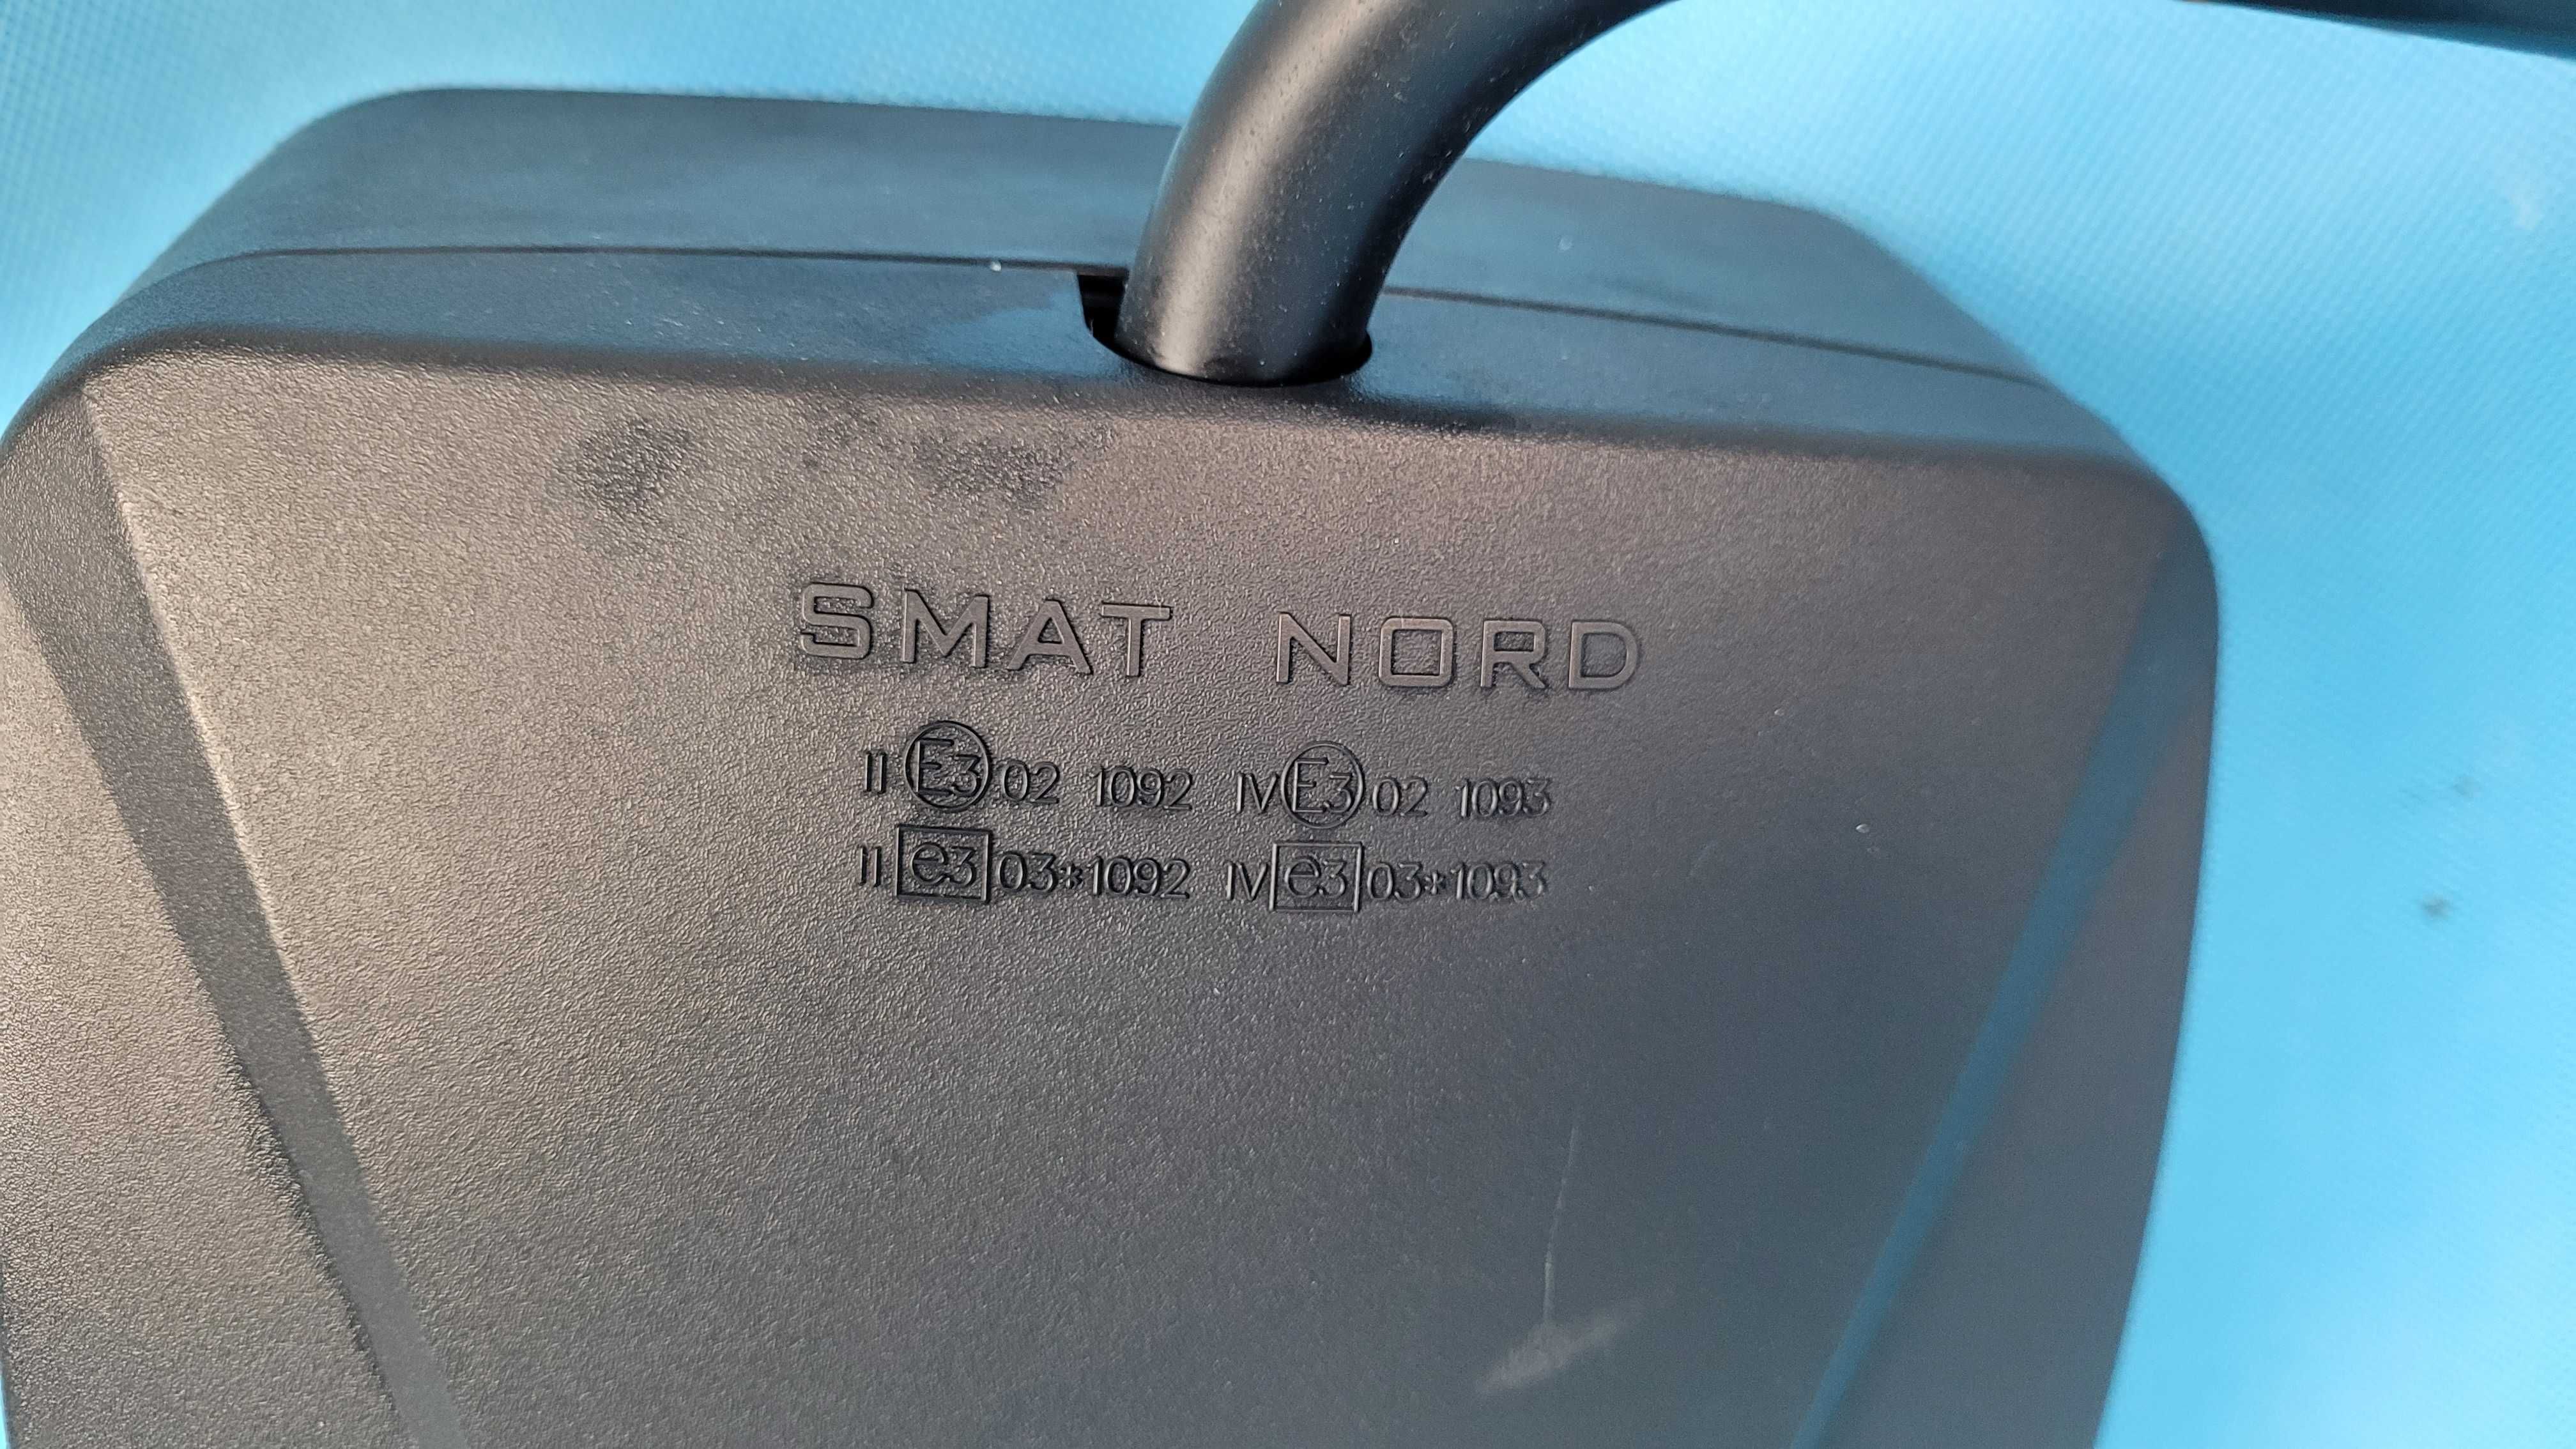 SMAT NORD
II E3 02 1092 IV E3 02 1093
II e3 03*1092 IV e3 03*1093